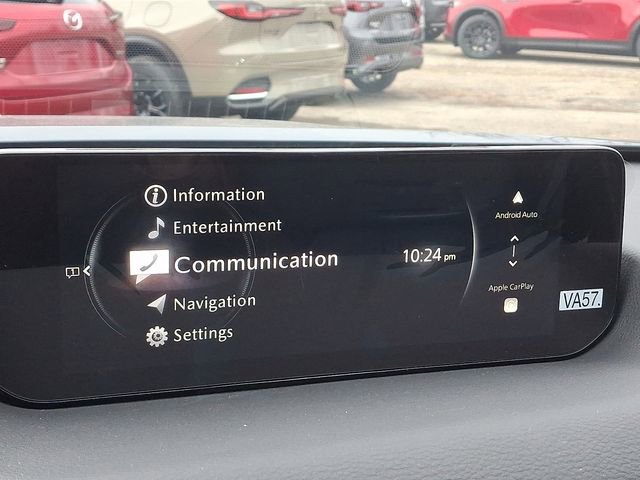 Information
Entertainment
Communication
Navigation
Settings
10:24 pm
Android Auto
Apple CarPlay
VA57.